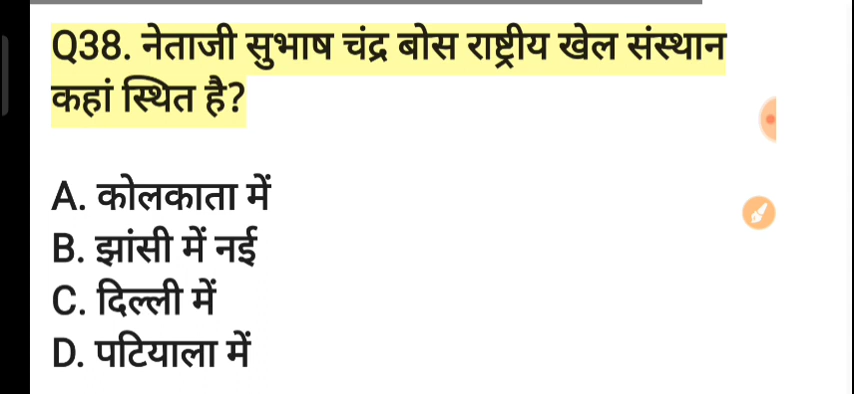 Q38. नेताजी सुभाष चंद्र बोस राष्ट्रीय खेल संस्थान
कहां स्थित है?
A. कोलकाता में
B. झांसी में नई
C. दिल्ली में
D. पटियाला में